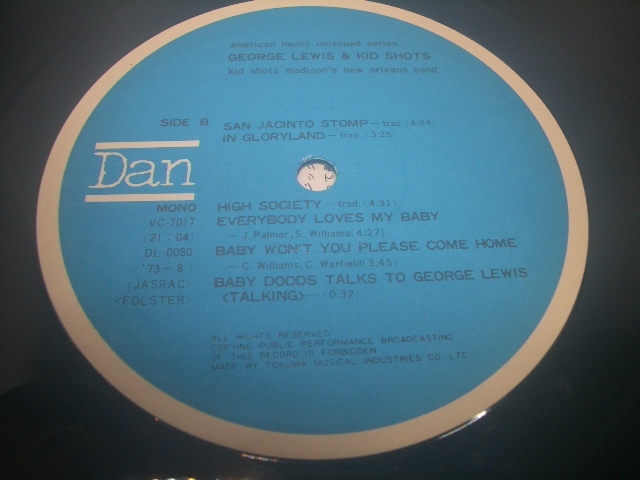 american music unissued series
GEORGE LEWIS & KID SHOTS
kid shots madison's new orleans band
SIDE B
SAN JACINTO STOMP — trad. (4:04)
IN GLORYLAND — trad. (3:25)
Dan
MONO
VC-7017
(21:04)
DL-0080
('73-8)
<JASRAC>
<FOLSTER>
HIGH SOCIETY — trad. (4:31)
EVERYBODY LOVES MY BABY
— J. Palmer, S. Williams (4:27)
BABY WON'T YOU PLEASE COME HOME
— C. Williams, C. Warfield (3:45)
BABY DODDS TALKS TO GEORGE LEWIS
<TALKING> — (0:32)
ALL RIGHTS RESERVED
COPYING PUBLIC PERFORMANCE BROADCASTING
OF THIS RECORD IS FORBIDDEN
MADE BY TOKUMA MUSICAL INDUSTRIES CO. LTD.